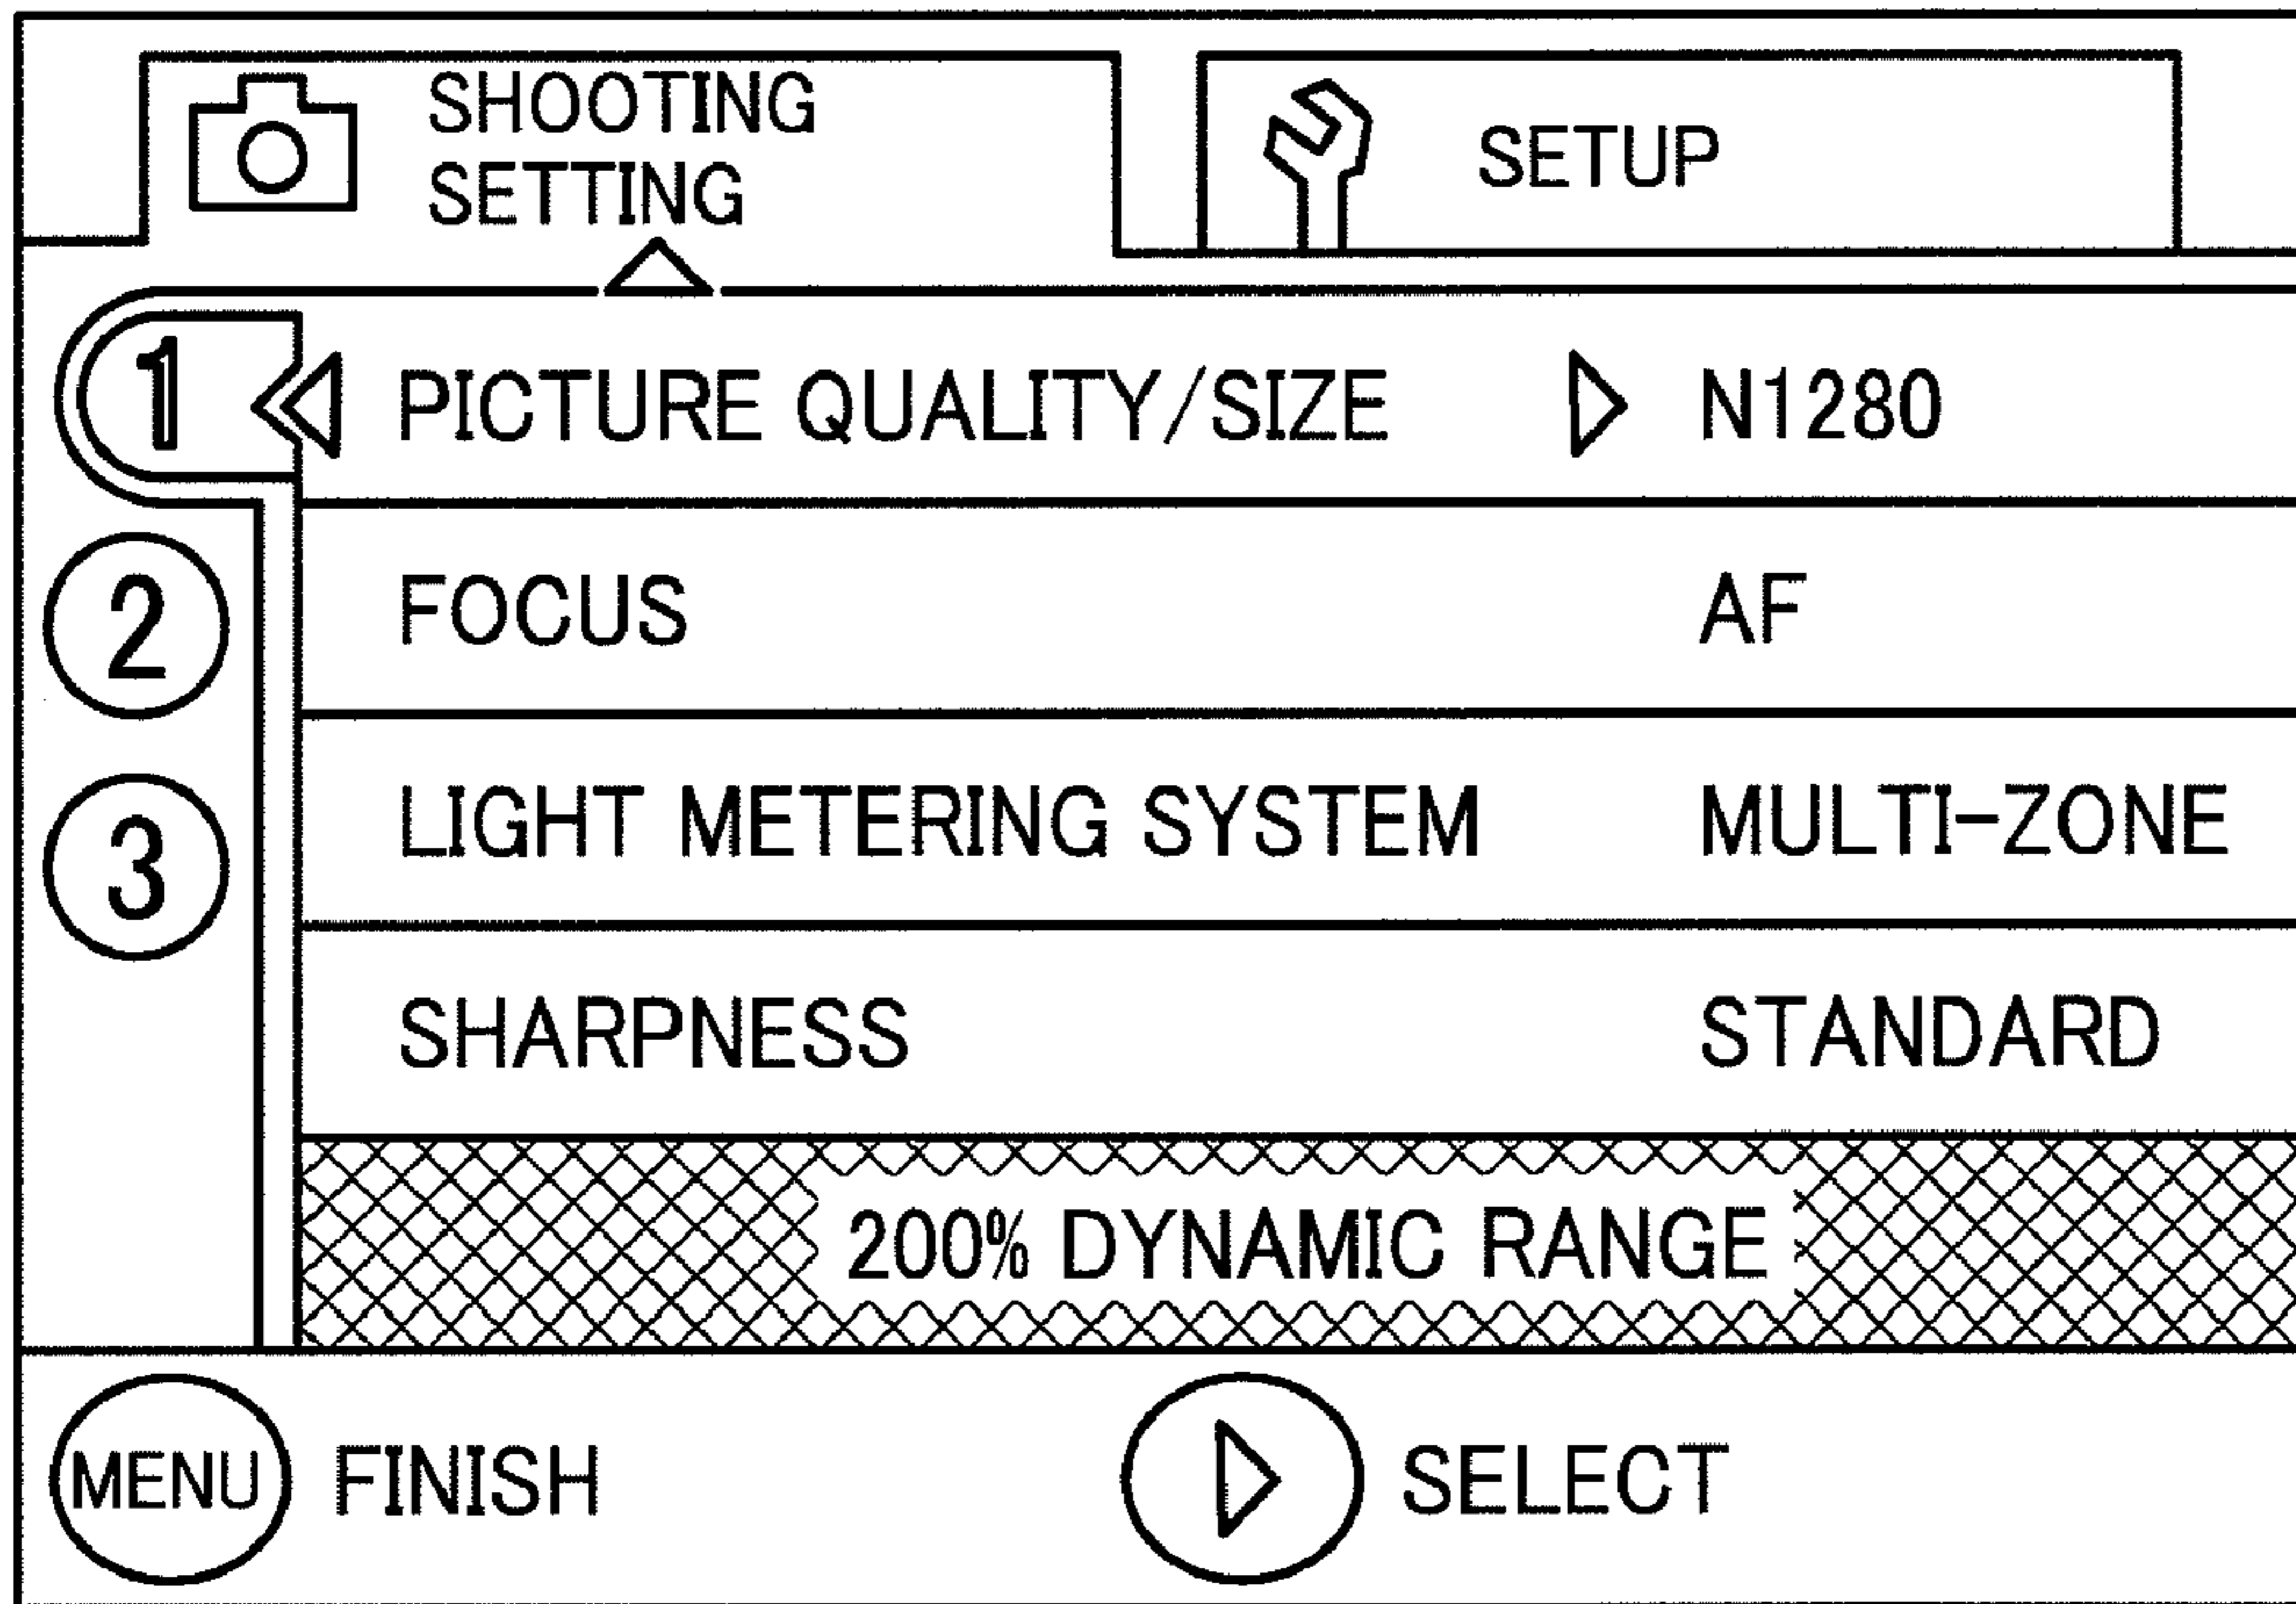 SHOOTING
SETTING
SETUP
1 PICTURE QUALITY/SIZE N1280
2 FOCUS AF
3 LIGHT METERING SYSTEM MULTI-ZONE
SHARPNESS STANDARD
200% DYNAMIC RANGE
MENU FINISH SELECT